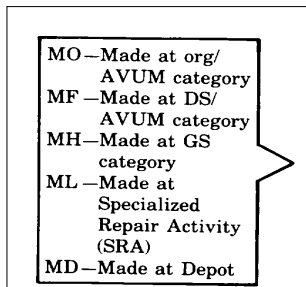 MO—Made at org/
AVUM category
MF—Made at DS/
AVUM category
MH—Made at GS
category
ML—Made at
Specialized
Repair Activity
(SRA)
MD—Made at Depot